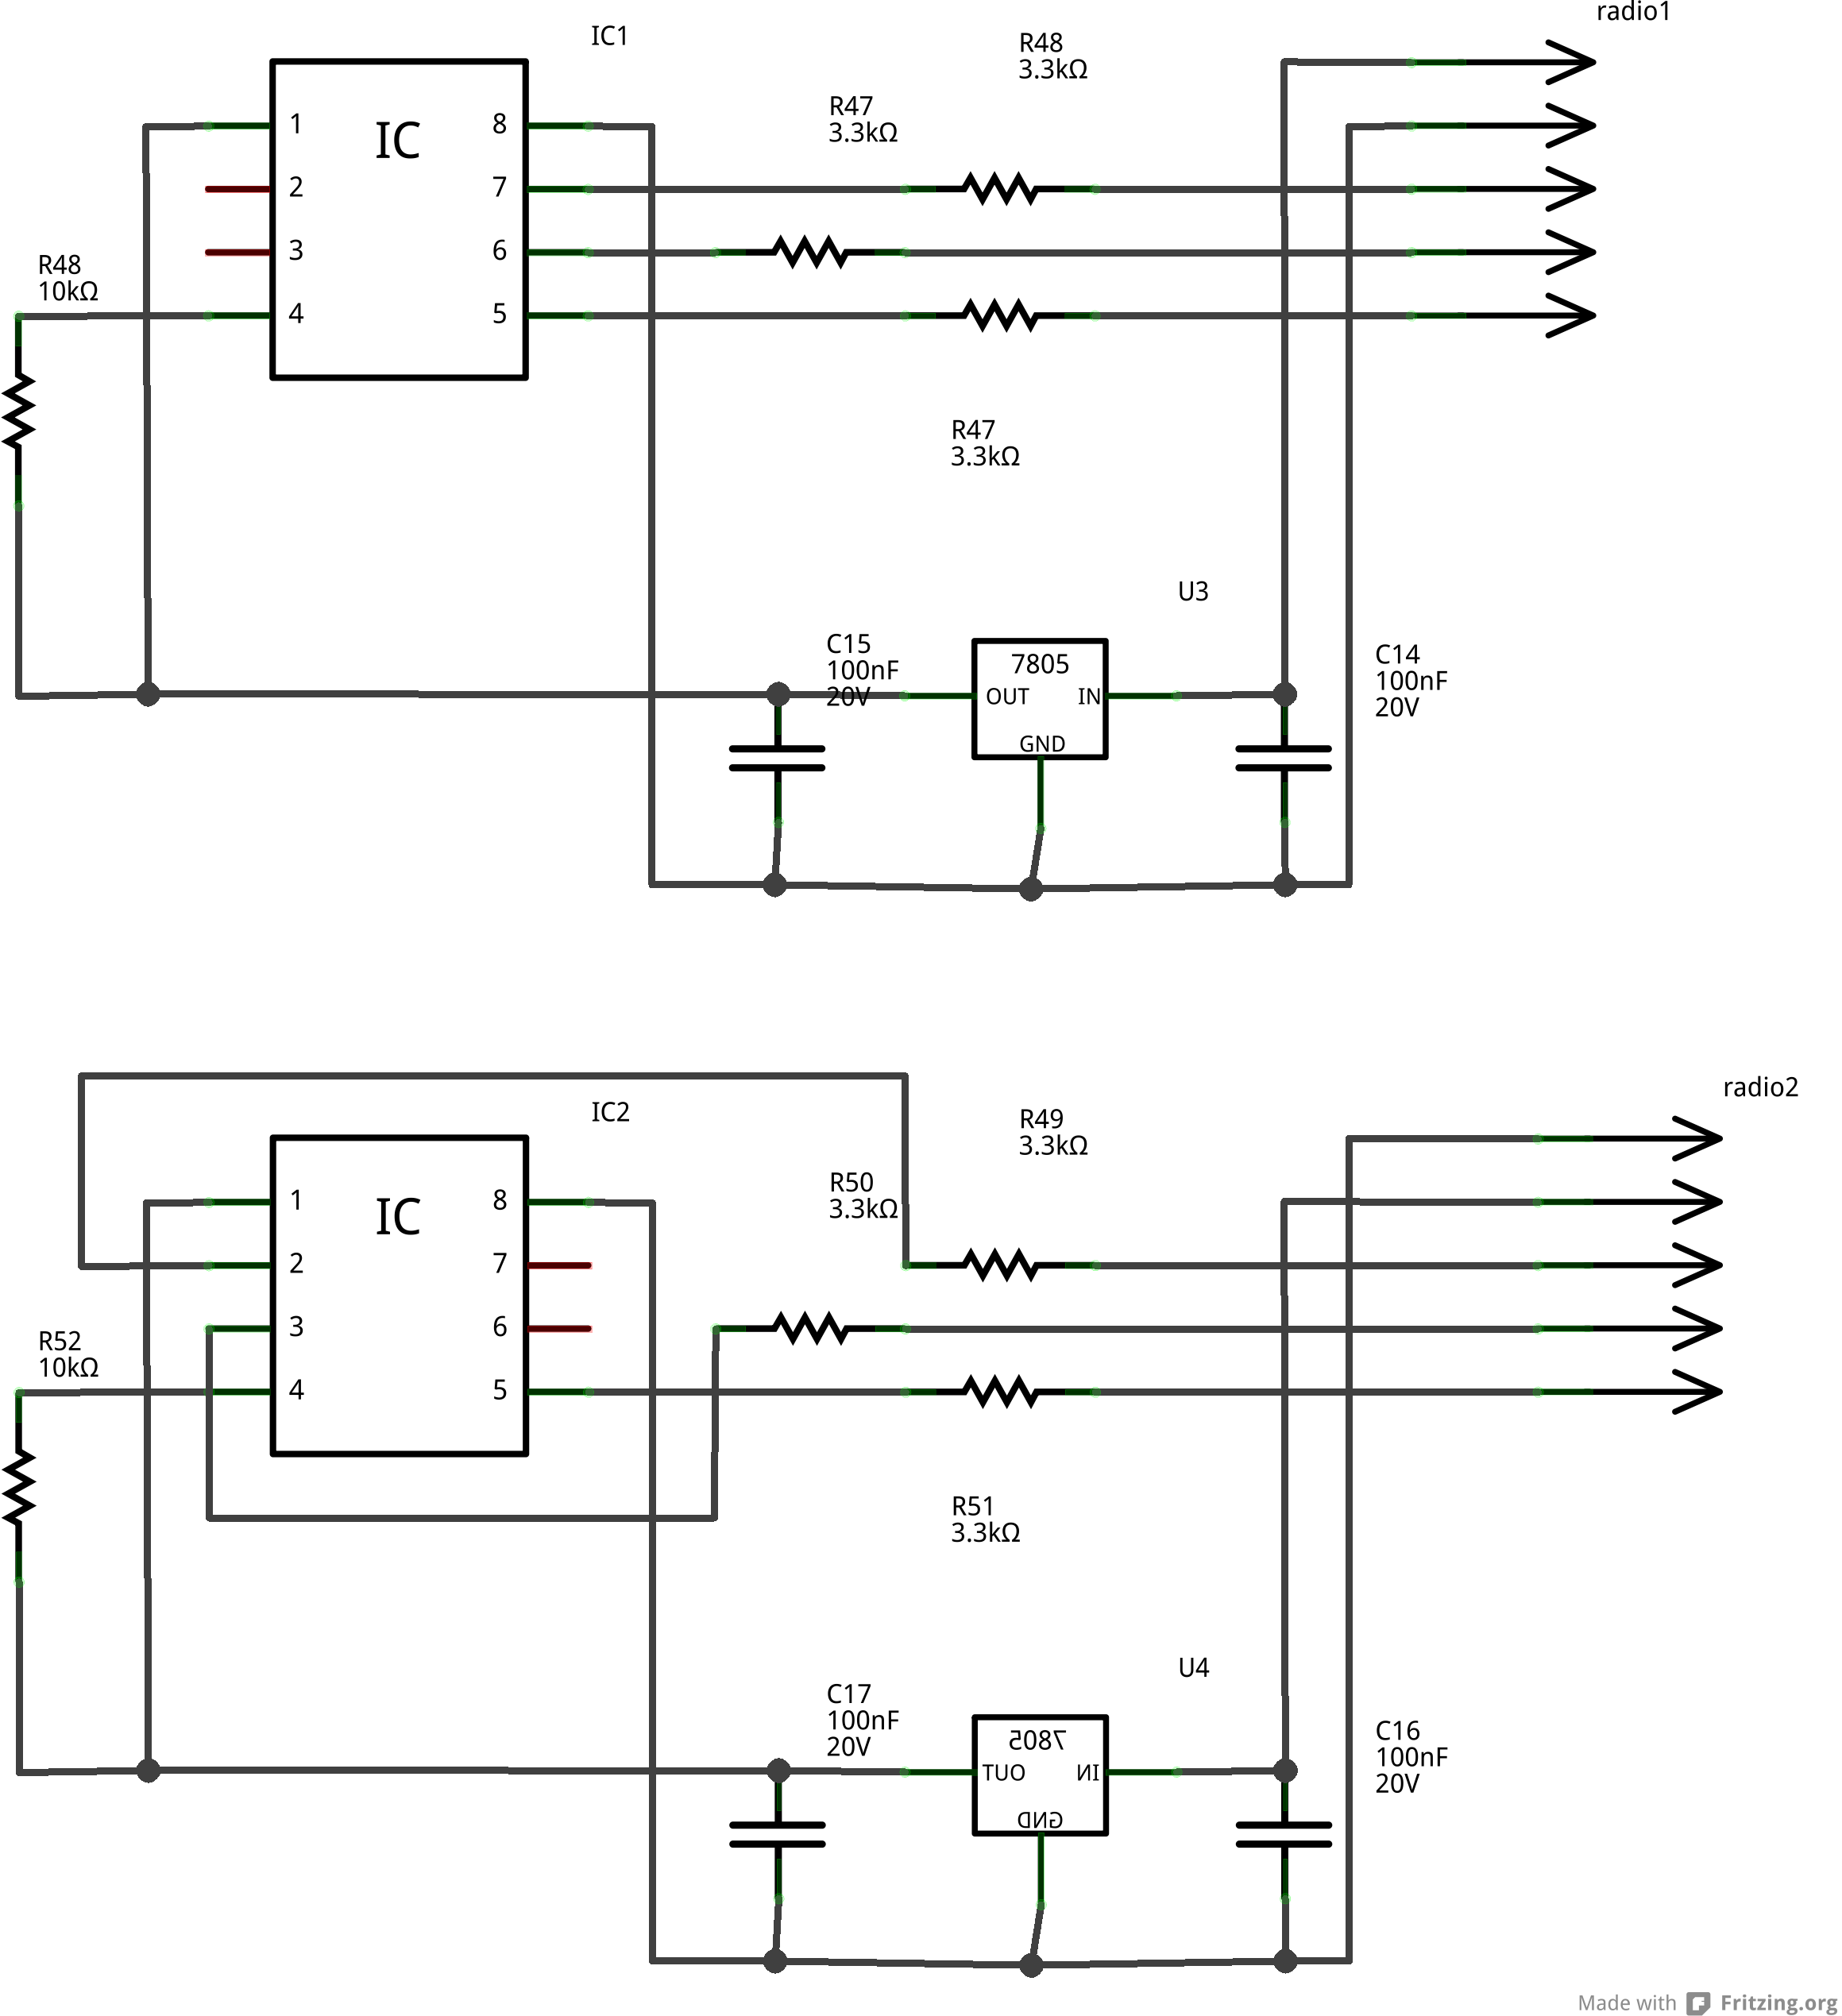 radio1
IC1
R48
3.3kΩ
R47
3.3kΩ
IC
1
8
2
7
3
6
4
5
R48
10kΩ
R47
3.3kΩ
U3
C15
100nF
20V
7805
OUT
IN
GND
C14
100nF
20V
radio2
IC2
R49
3.3kΩ
R50
3.3kΩ
IC
1
8
2
7
3
6
4
5
R52
10kΩ
R51
3.3kΩ
U4
C17
100nF
20V
7805
OUT
IN
GND
C16
100nF
20V
Made with Fritzing.org